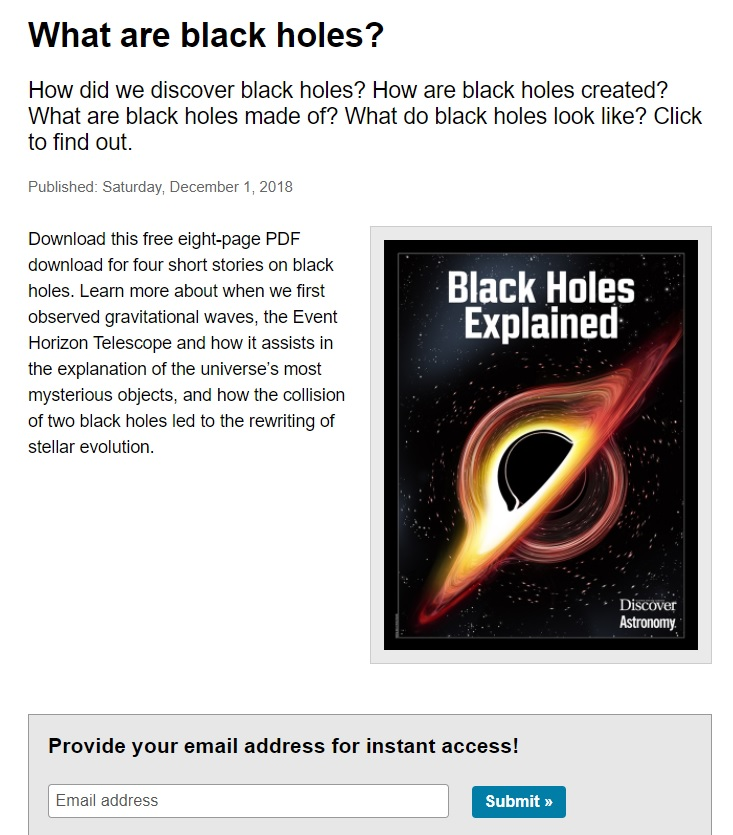 What are black holes?
How did we discover black holes? How are black holes created?
What are black holes made of? What do black holes look like? Click
to find out.
Published: Saturday, December 1, 2018
Download this free eight-page PDF
download for four short stories on black
holes. Learn more about when we first
observed gravitational waves, the Event
Horizon Telescope and how it assists in
the explanation of the universe’s most
mysterious objects, and how the collision
of two black holes led to the rewriting of
stellar evolution.
Black Holes
Explained
Discover
Astronomy
Provide your email address for instant access!
Email address
Submit »